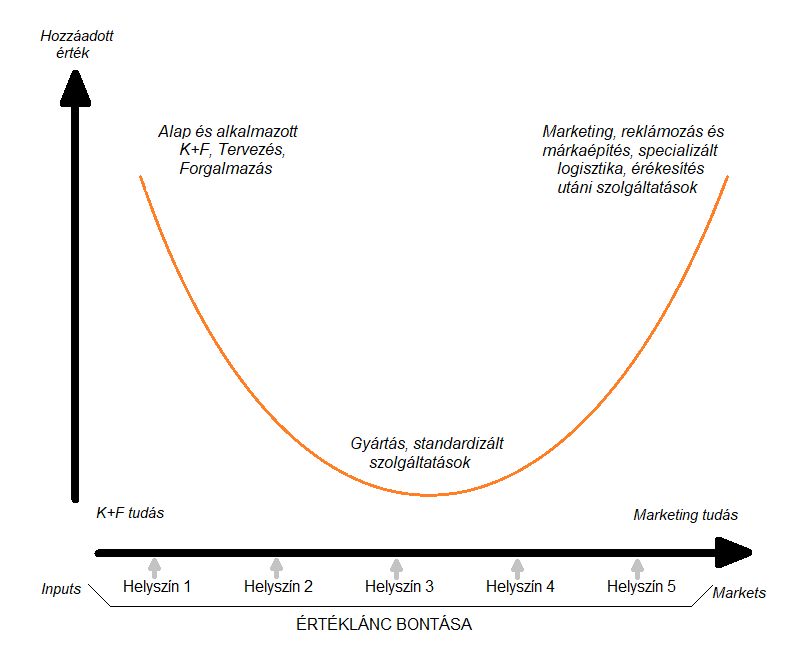 Hozzáadott
érték
Alap és alkalmazott
K+F, Tervezés,
Forgalmazás
Marketing, reklámozás és
márkaépítés, specializált
logisztika, érékesítés
utáni szolgáltatások
Gyártás, standardizált
szolgáltatások
K+F tudás
Marketing tudás
Inputs
Helyszín 1
Helyszín 2
Helyszín 3
Helyszín 4
Helyszín 5
Markets
ÉRTÉKLÁNC BONTÁSA